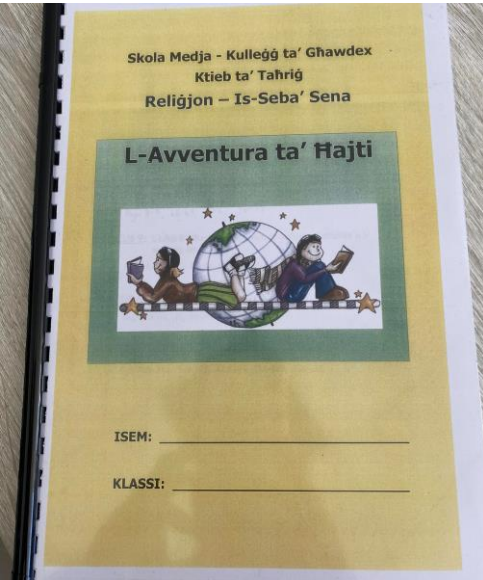 Skola Medja - Kulleġġ ta' Għawdex
Ktieb ta' Taħriġ
Reliġjon – Is-Seba' Sena
L-Avventura ta' Ħajti
ISEM:
KLASSI: